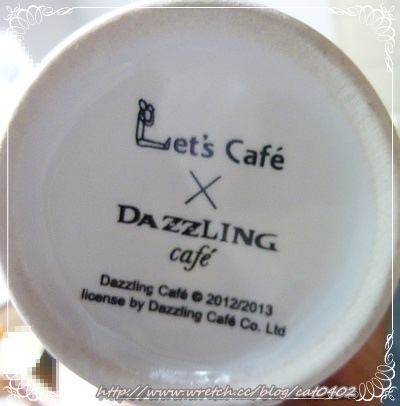 Let's Café
X
DAZZLING
café
Dazzling Café © 2012/2013
license by Dazzling Café Co. Ltd
http://www.wretch.cc/blog/cat0402